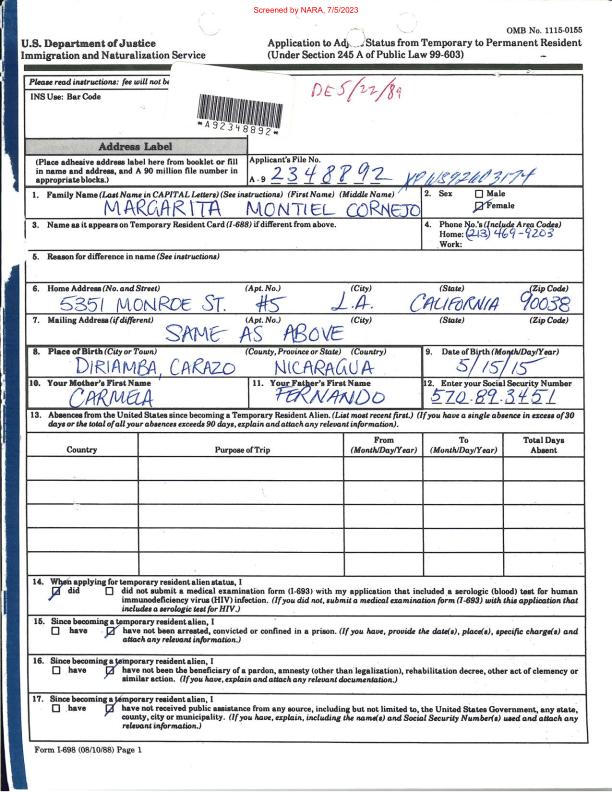 Screened by NARA, 7/5/2023
OMB No. 1115-0155
U.S. Department of Justice
Immigration and Naturalization Service
Application to Adj Status from Temporary to Permanent Resident
(Under Section 245 A of Public Law 99-603)
Please read instructions: fee will not be
INS Use: Bar Code
*A92348892*
DE 5/22/89
Address Label
(Place adhesive address label here from booklet or fill in name and address, and A 90 million file number in appropriate blocks.)
Applicant's File No.
A - 9 2348892
1. Family Name (Last Name in CAPITAL Letters) (See instructions) (First Name) (Middle Name)
MARGARITA MONTIEL CORNEJO
2. Sex Male
Female
3. Name as it appears on Temporary Resident Card (I-688) if different from above.
4. Phone No.'s (Include Area Codes)
Home: (213) 469-9203
Work:
5. Reason for difference in name (See instructions)
6. Home Address (No. and Street) (Apt. No.) (City) (State) (Zip Code)
5351 MONROE ST. #5 L.A. CALIFORNIA 90038
7. Mailing Address (if different) (Apt. No.) (City) (State) (Zip Code)
SAME AS ABOVE
8. Place of Birth (City or Town) (County, Province or State) (Country)
DIRIAMBA, CARAZO NICARAGUA
9. Date of Birth (Month/Day/Year)
5/15/15
10. Your Mother's First Name
CARMELA
11. Your Father's First Name
FERNANDO
12. Enter your Social Security Number
570-89-3451
13. Absences from the United States since becoming a Temporary Resident Alien. (List most recent first.) (If you have a single absence in excess of 30
days or the total of all your absences exceeds 90 days, explain and attach any relevant information).
Country Purpose of Trip From (Month/Day/Year) To (Month/Day/Year) Total Days Absent
14. When applying for temporary resident alien status, I
did did not submit a medical examination form (I-693) with my application that included a serologic (blood) test for human
immunodeficiency virus (HIV) infection. (If you did not, submit a medical examination form (I-693) with this application that
includes a serologic test for HIV.)
15. Since becoming a temporary resident alien, I
have have not been arrested, convicted or confined in a prison. (If you have, provide the date(s), place(s), specific charge(s) and
attach any relevant information.)
16. Since becoming a temporary resident alien, I
have have not been the beneficiary of a pardon, amnesty (other than legalization), rehabilitation decree, other act of clemency or
similar action. (If you have, explain and attach any relevant documentation.)
17. Since becoming a temporary resident alien, I
have have not received public assistance from any source, including but not limited to, the United States Government, any state,
county, city or municipality. (If you have, explain, including the name(s) and Social Security Number(s) used and attach any
relevant information.)
Form I-698 (08/10/88) Page 1